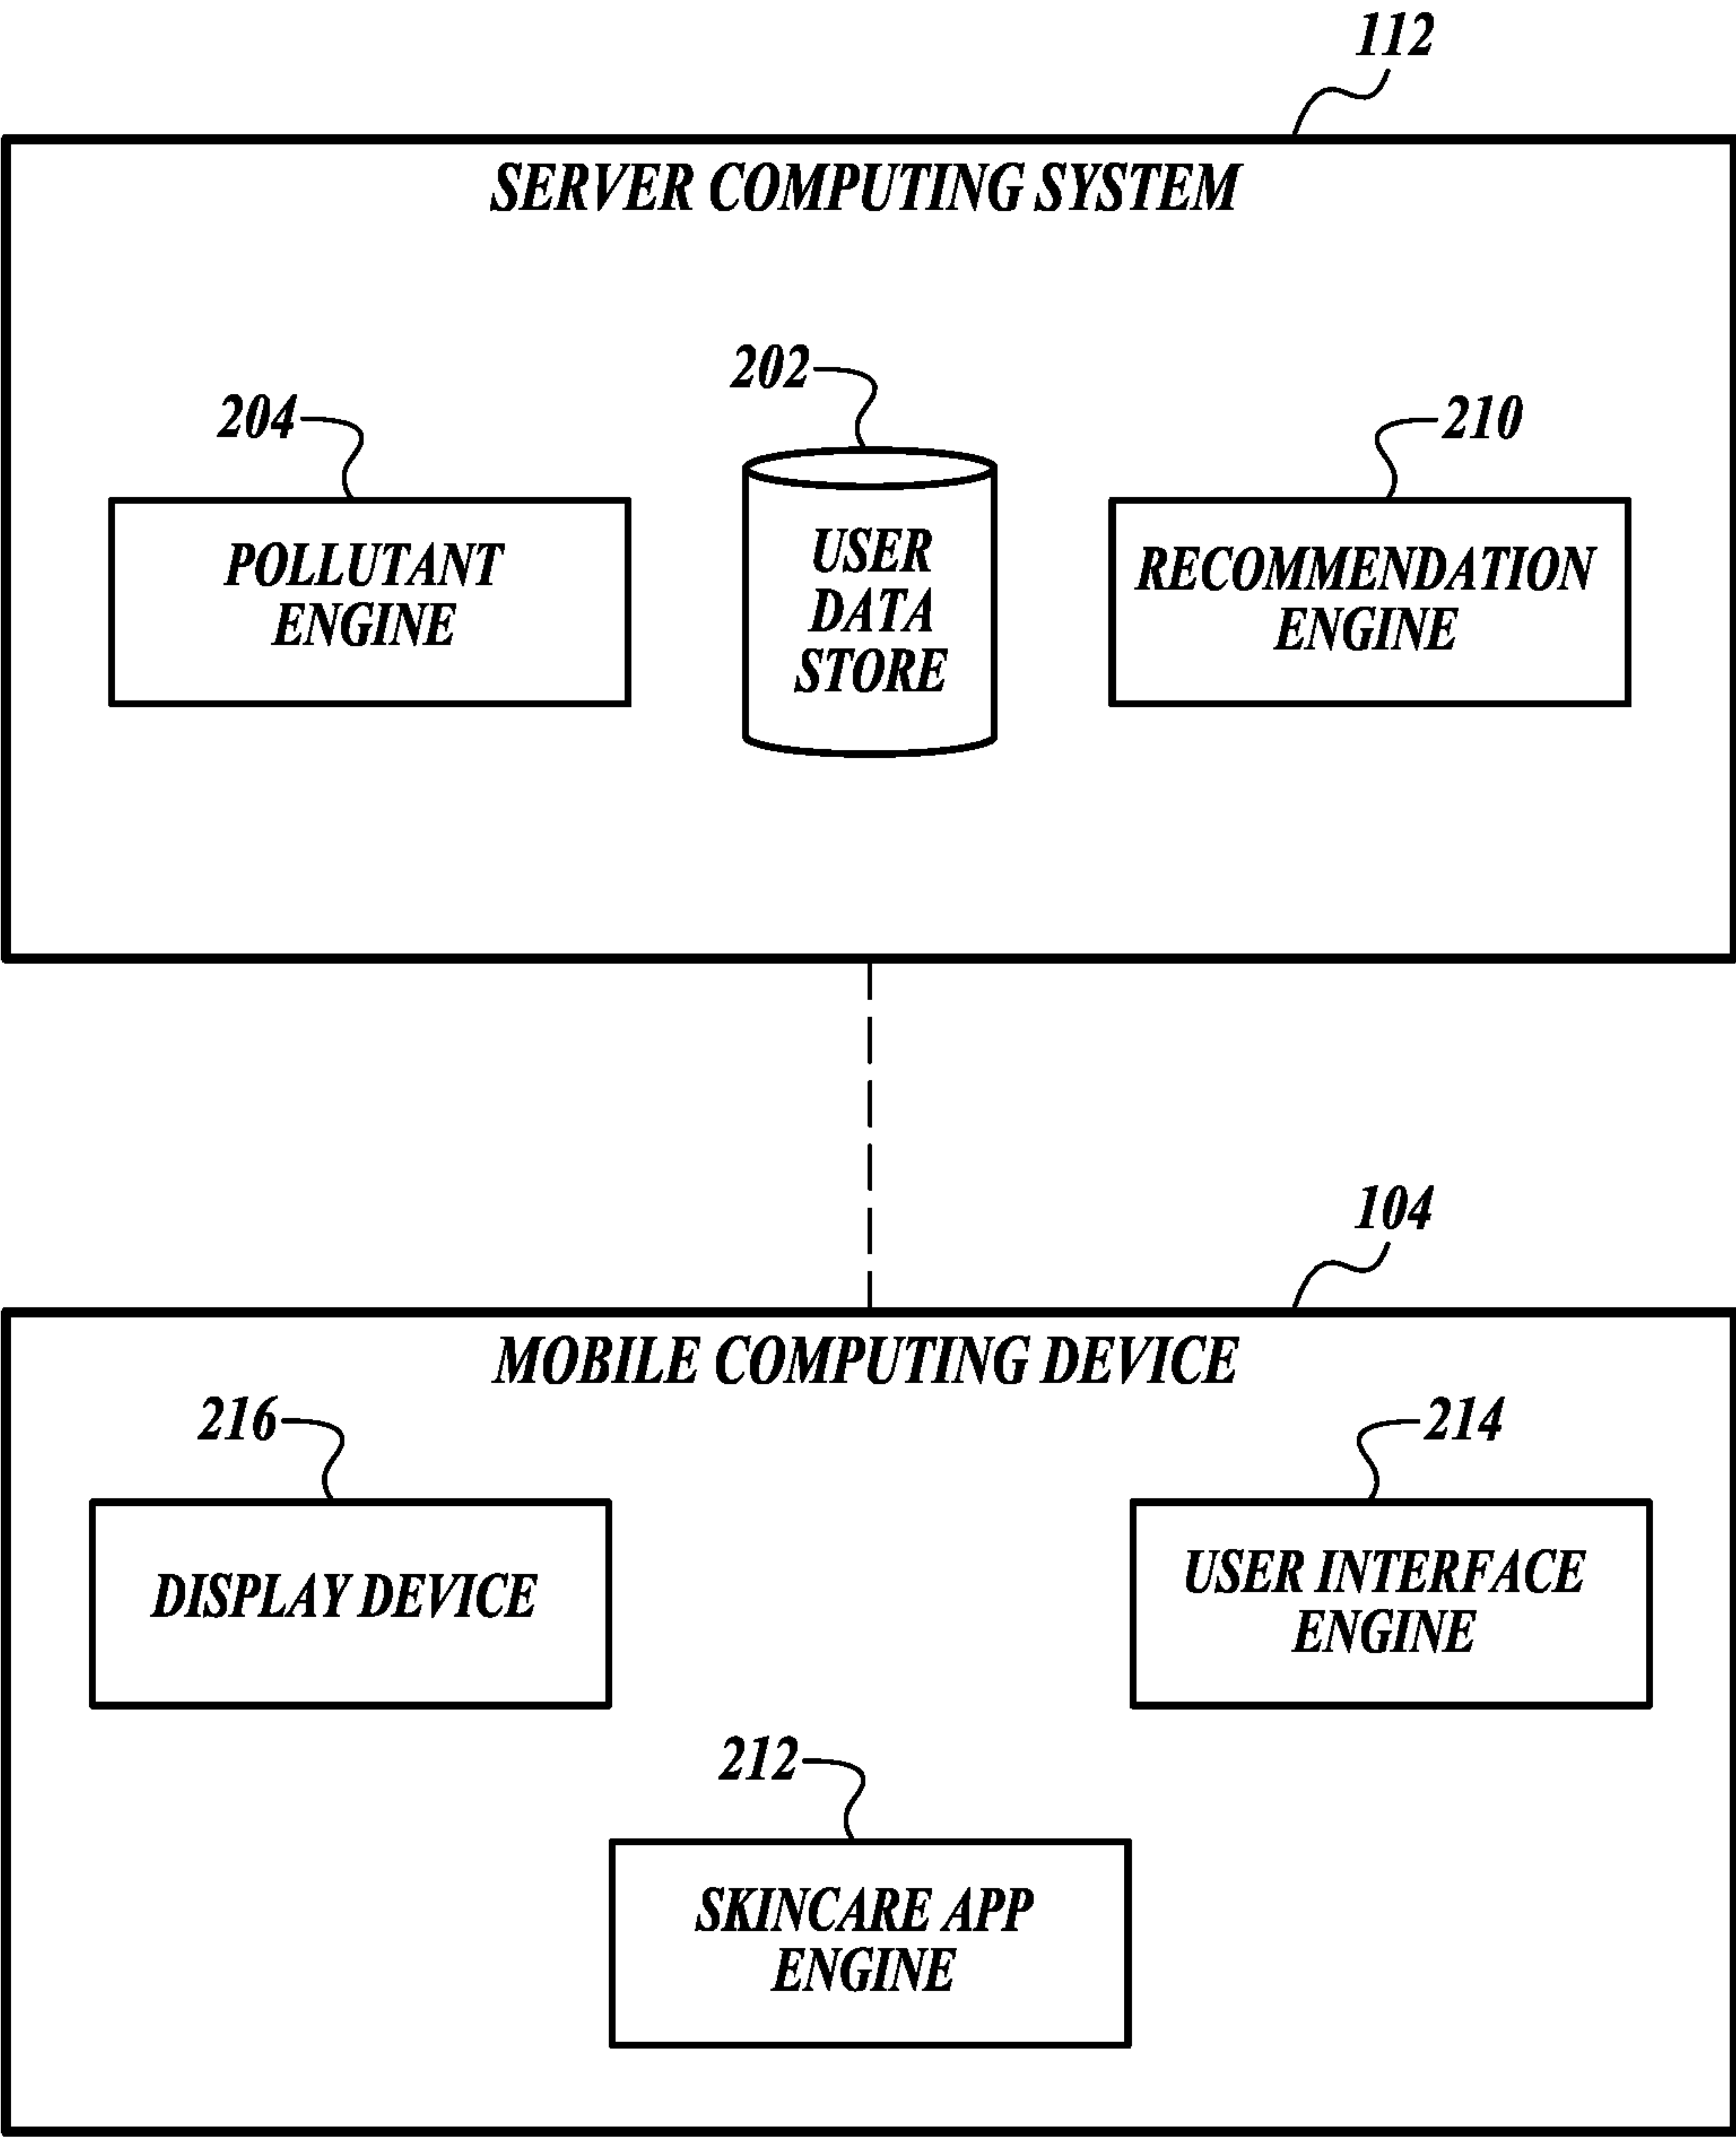 112
SERVER COMPUTING SYSTEM
202
204
210
POLLUTANT
ENGINE
USER
DATA
STORE
RECOMMENDATION
ENGINE
104
MOBILE COMPUTING DEVICE
216
214
DISPLAY DEVICE
USER INTERFACE
ENGINE
212
SKINCARE APP
ENGINE